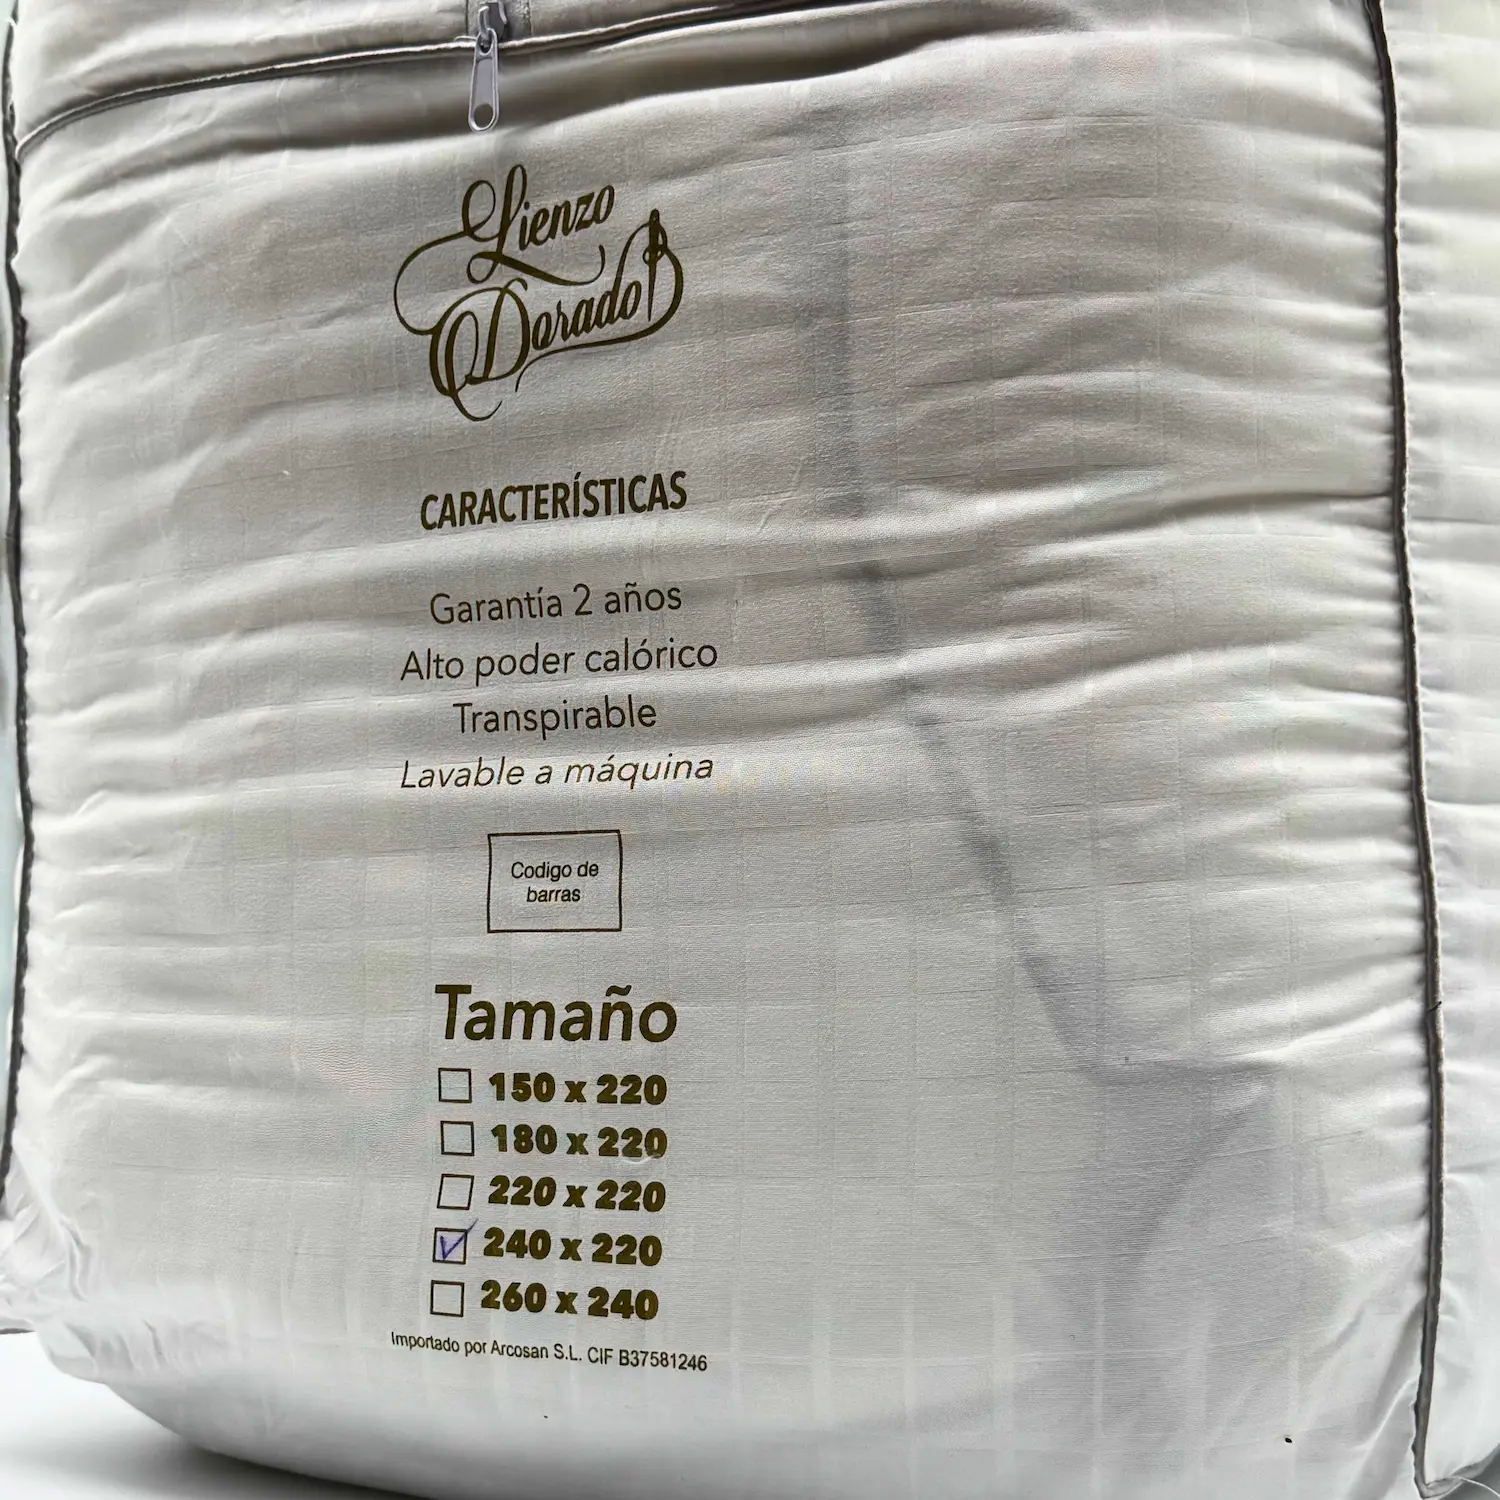 Lienzo
Dorado
CARACTERÍSTICAS
Garantía 2 años
Alto poder calórico
Transpirable
Lavable a máquina
Codigo de
barras
Tamaño
150 x 220
180 x 220
220 x 220
240 x 220
260 x 240
Importado por Arcosan S.L. CIF B37581246